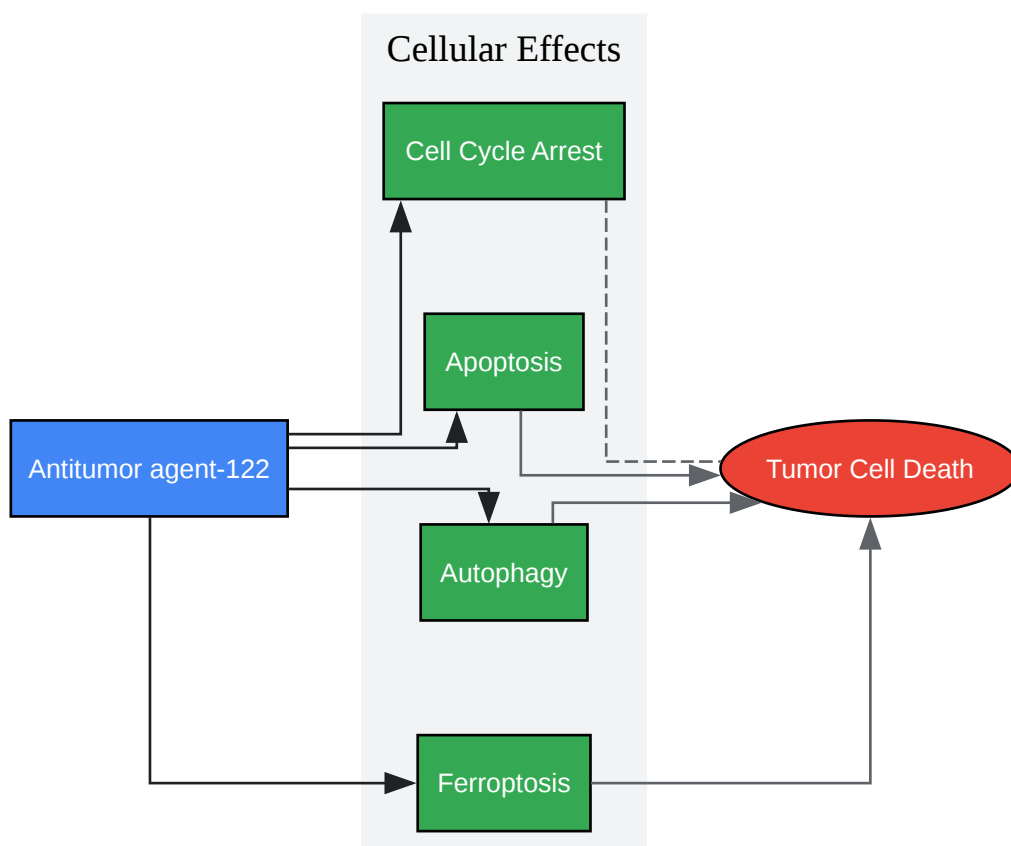 Cellular Effects
Cell Cycle Arrest
Apoptosis
Antitumor agent-122
Tumor Cell Death
Autophagy
Ferroptosis